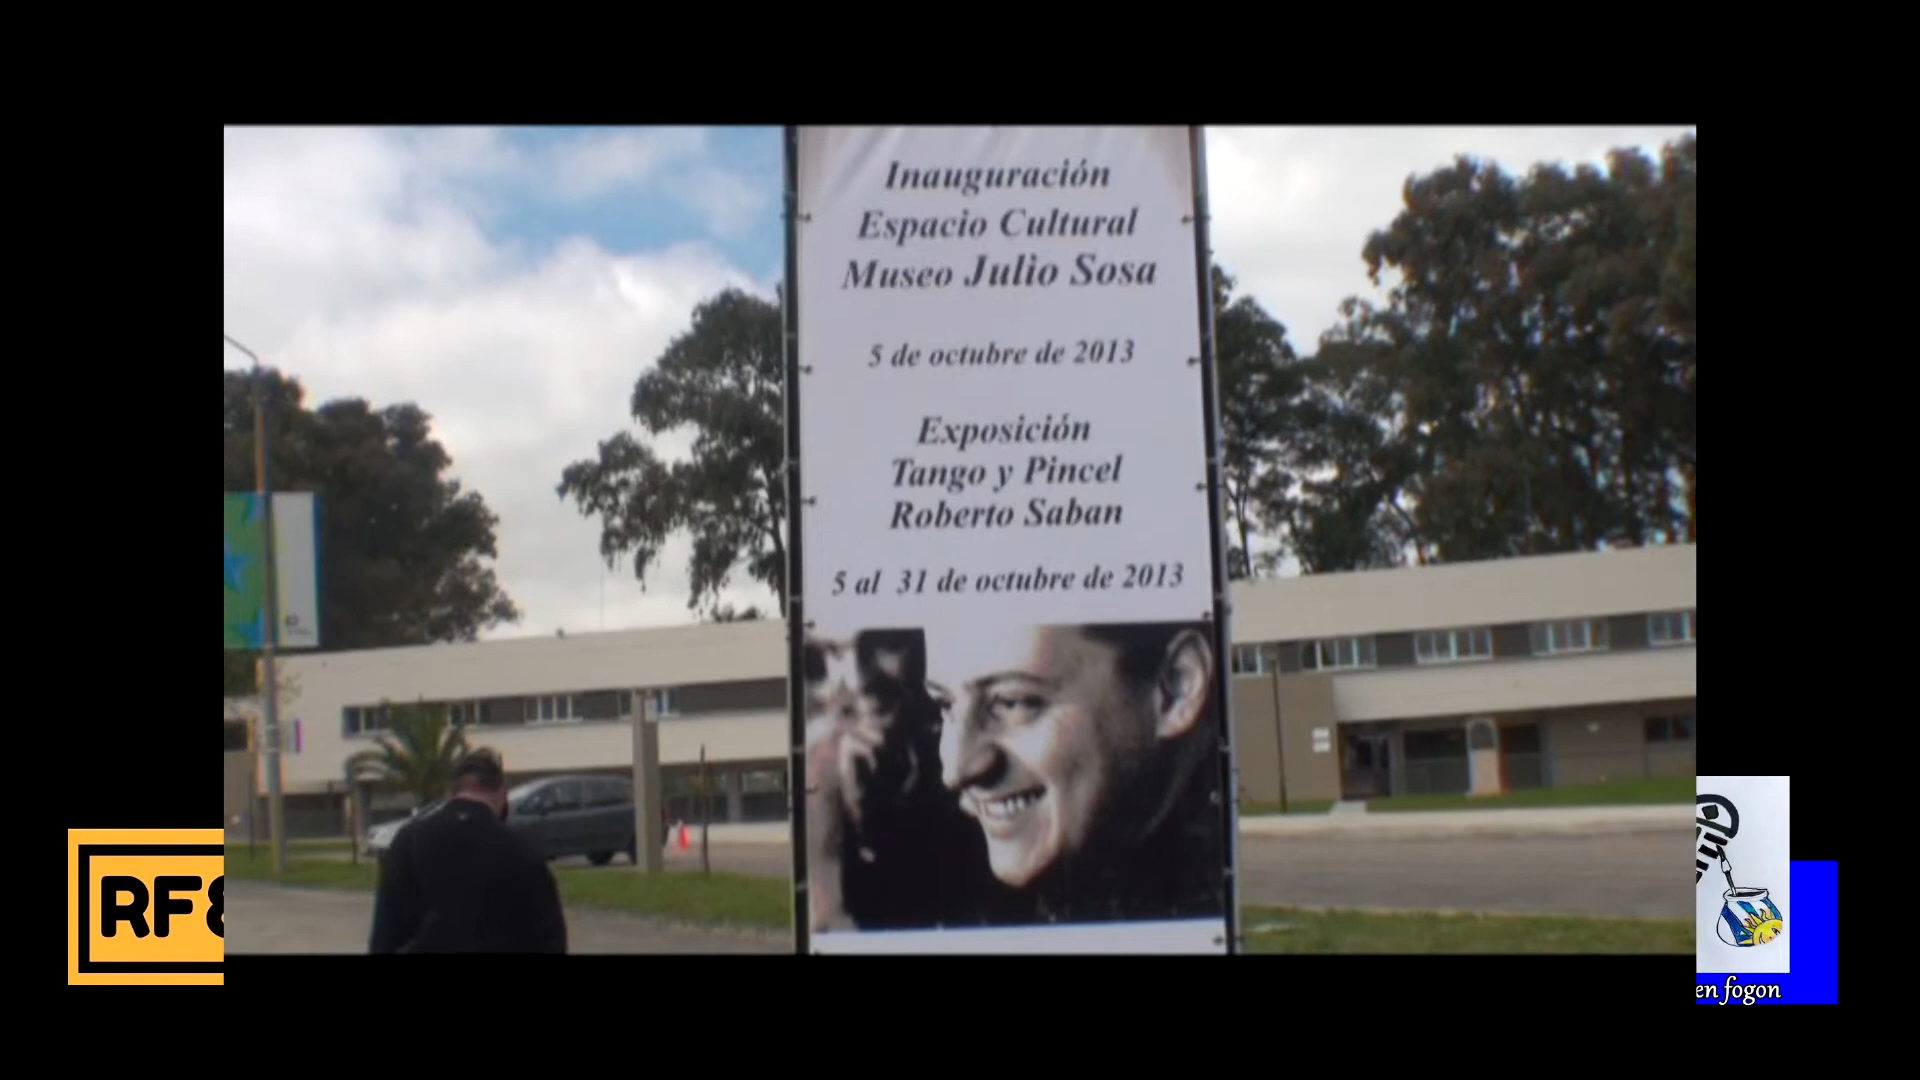 Inauguración
Espacio Cultural
Museo Julio Sosa
5 de octubre de 2013
Exposición
Tango y Pincel
Roberto Saban
5 al 31 de octubre de 2013
RF&
en fogon